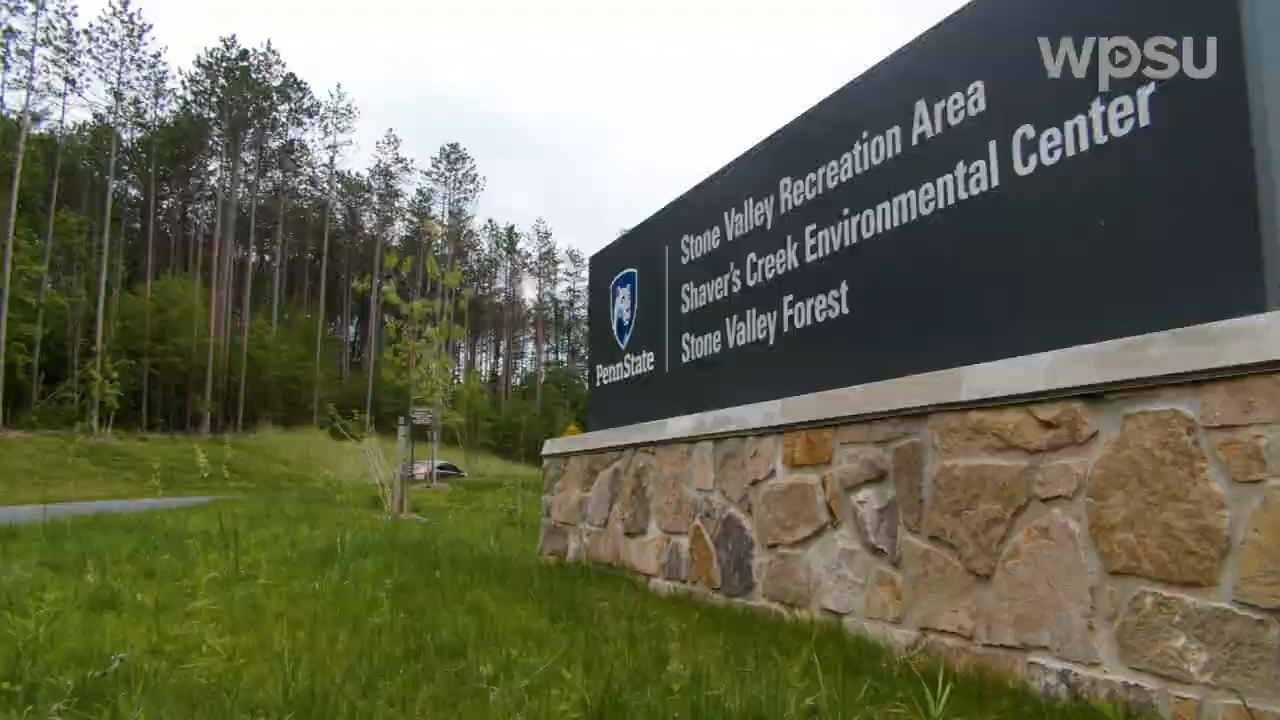 wpsu
Stone Valley Recreation Area
Shaver's Creek Environmental Center
Stone Valley Forest
PennState